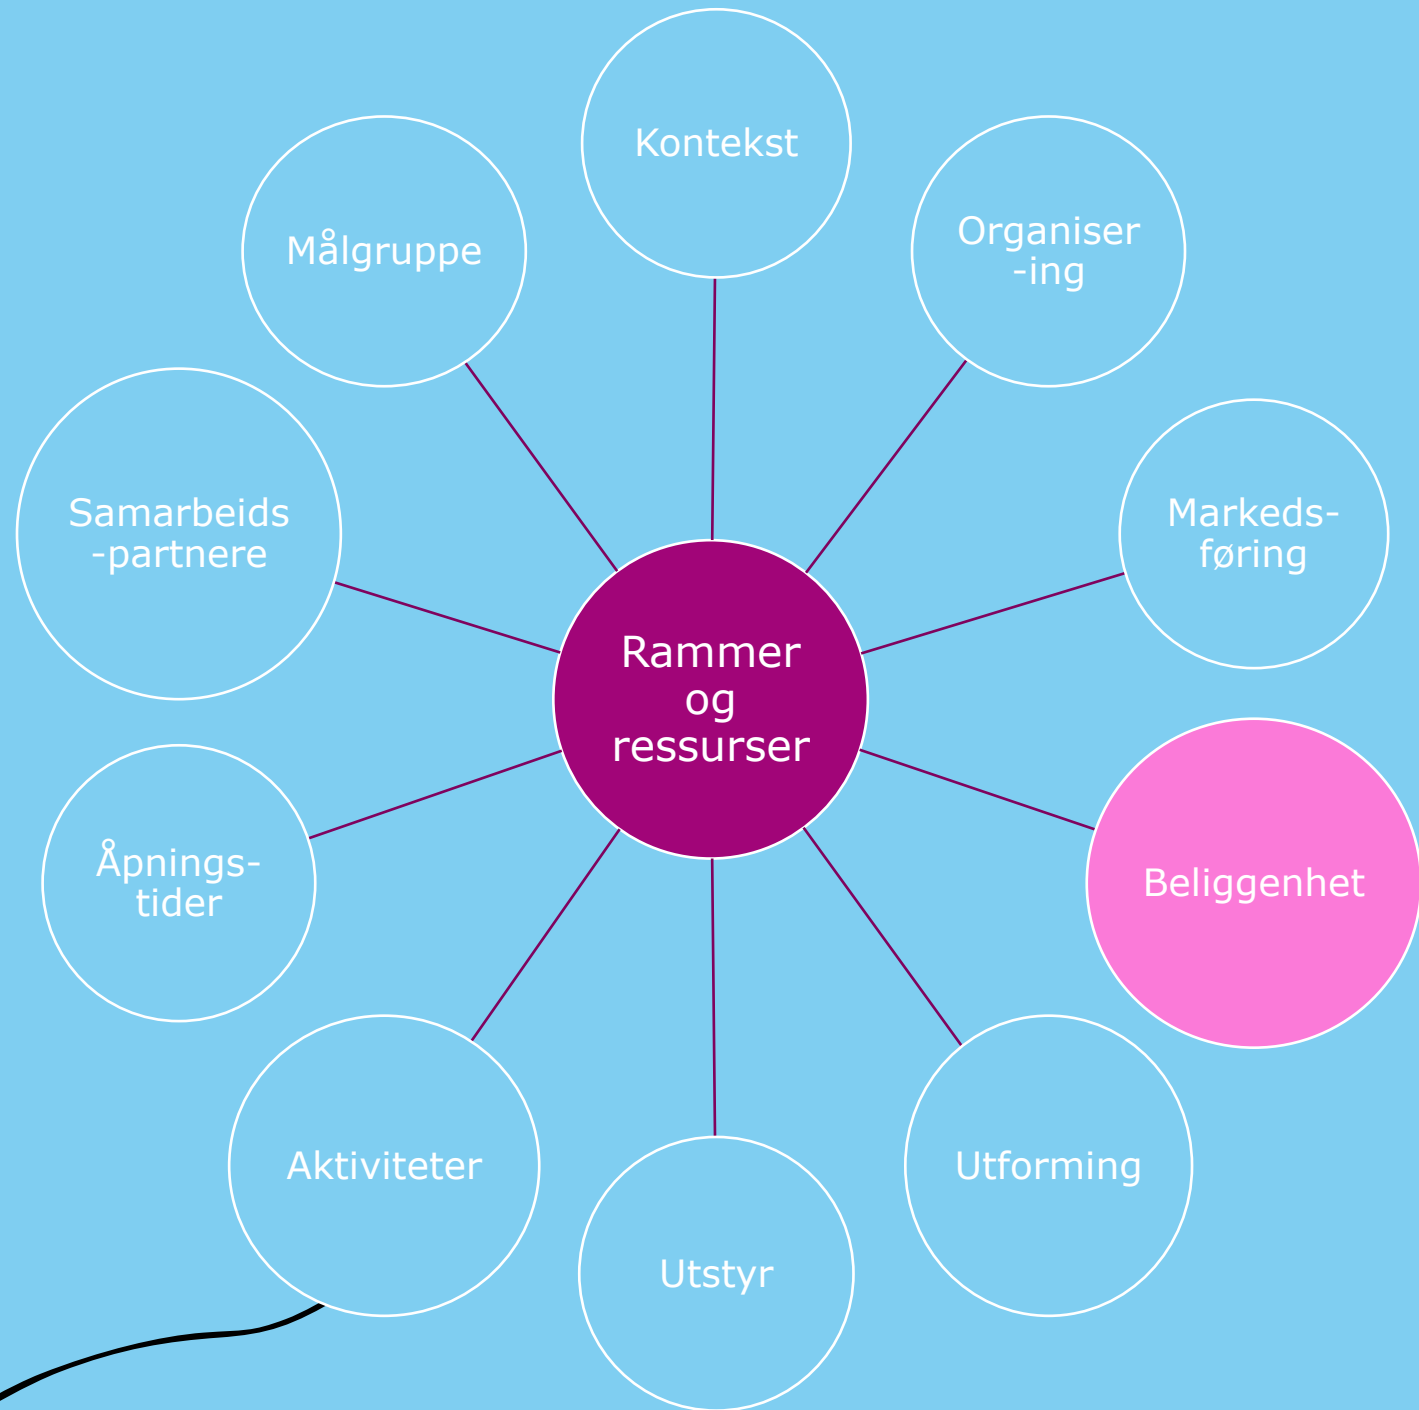 Kontekst
Målgruppe
Organiser
-ing
Samarbeids
-partnere
Markeds-
føring
Rammer
og
ressurser
Åpnings-
tider
Beliggenhet
Aktiviteter
Utforming
Utstyr